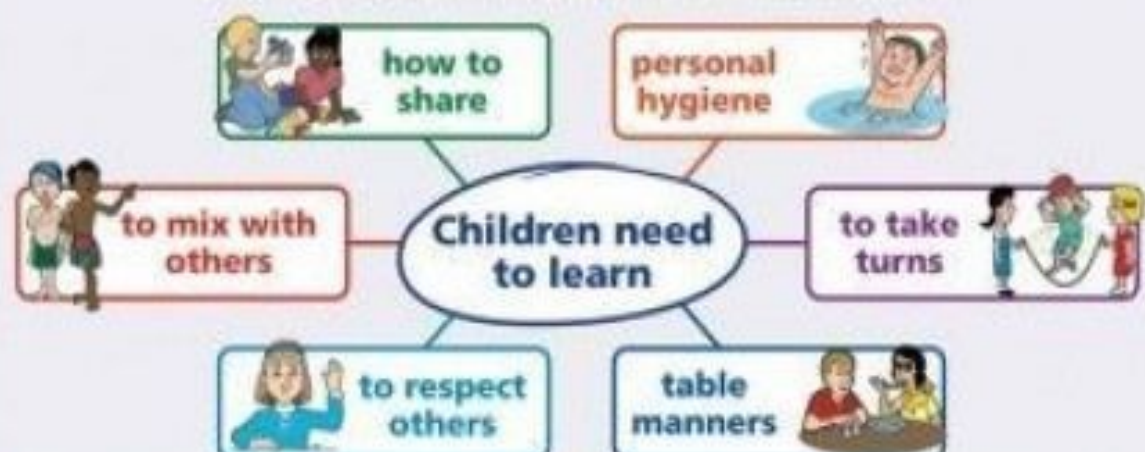 how to
share
personal
hygiene
to mix with
others
Children need
to learn
to take
turns
to respect
others
table
manners